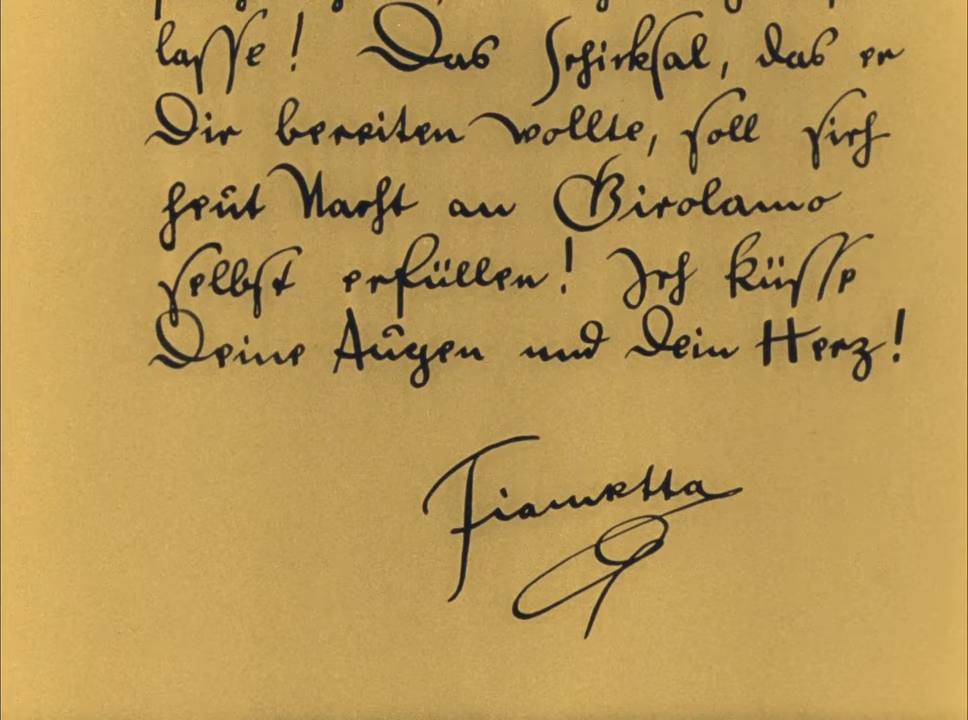 lasse! Das Schicksal, das er
Dir bereiten wollte, soll sich
heut Nacht an Girolamo
selbst erfüllen! Ich küsse
Deine Augen und Dein Herz!
Fiametta